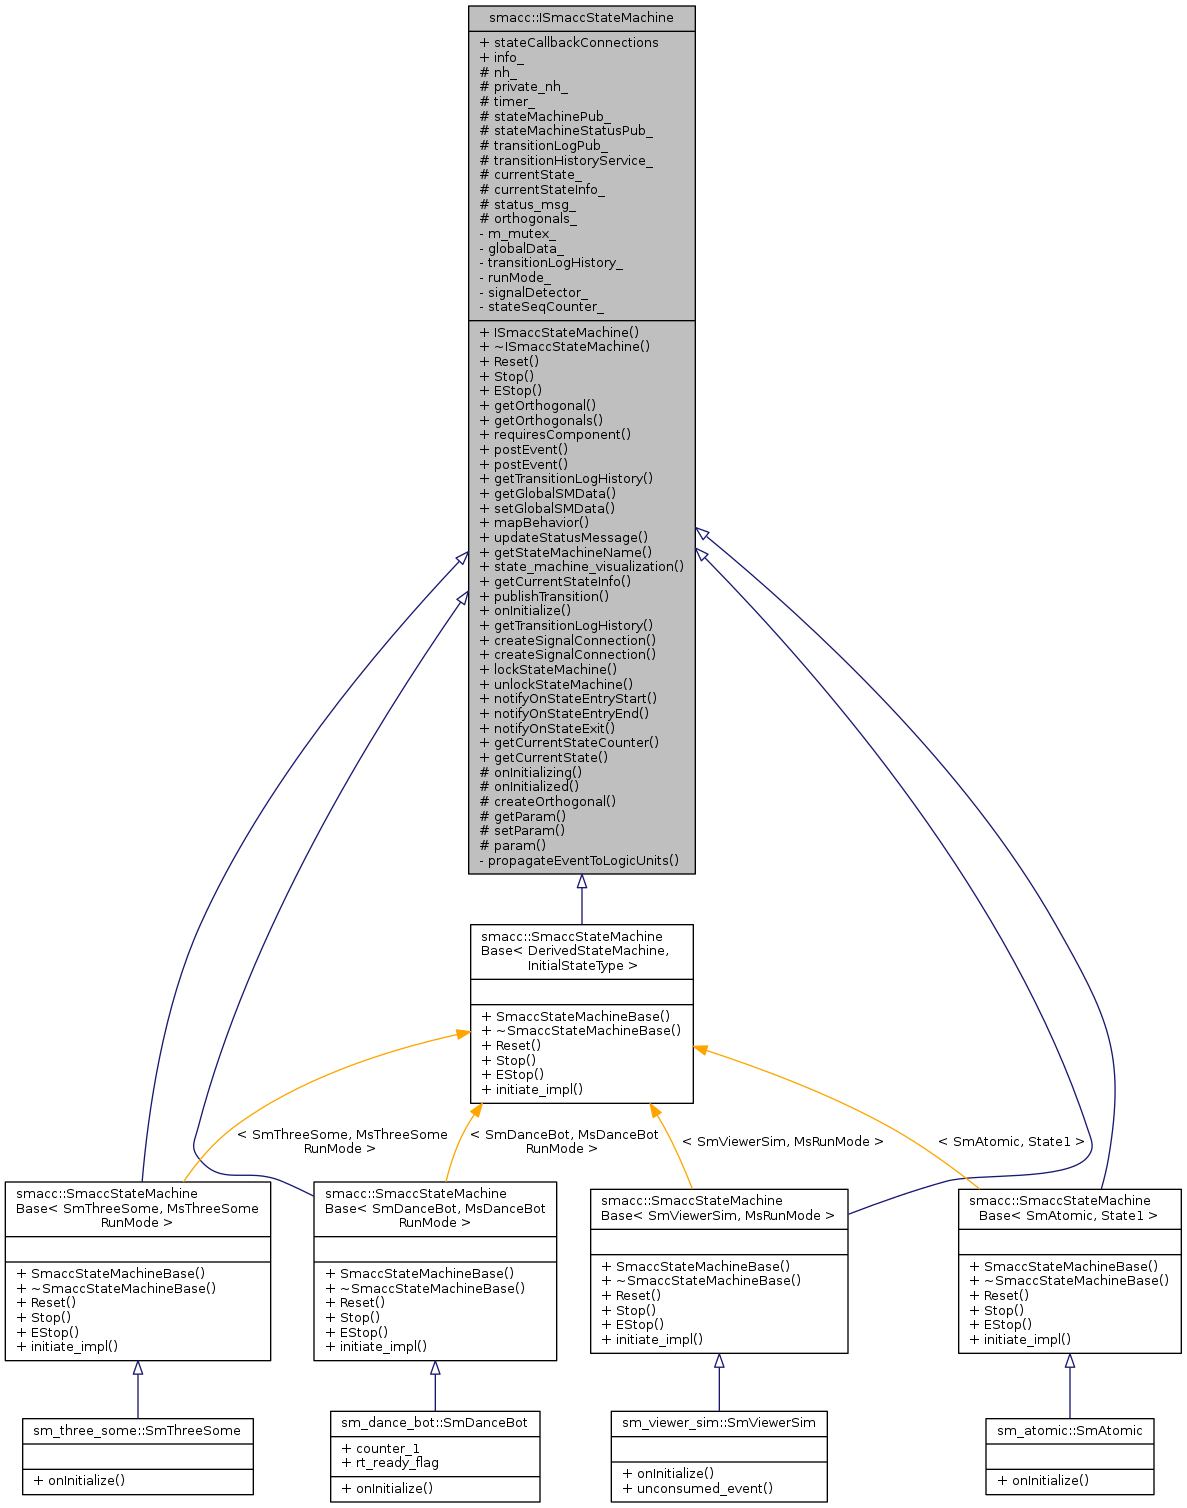 smacc::ISmaccStateMachine
+ stateCallbackConnections
+ info_
# nh_
# private_nh_
# timer_
# stateMachinePub_
# stateMachineStatusPub_
# transitionLogPub_
# transitionHistoryService_
# currentState_
# currentStateInfo_
# status_msg_
# orthogonals_
- m_mutex_
- globalData_
- transitionLogHistory_
- runMode_
- signalDetector_
- stateSeqCounter_
+ ISmaccStateMachine()
+ ~ISmaccStateMachine()
+ Reset()
+ Stop()
+ EStop()
+ getOrthogonal()
+ getOrthogonals()
+ requiresComponent()
+ postEvent()
+ postEvent()
+ getTransitionLogHistory()
+ getGlobalSMData()
+ setGlobalSMData()
+ mapBehavior()
+ updateStatusMessage()
+ getStateMachineName()
+ state_machine_visualization()
+ getCurrentStateInfo()
+ publishTransition()
+ onInitialize()
+ getTransitionLogHistory()
+ createSignalConnection()
+ createSignalConnection()
+ lockStateMachine()
+ unlockStateMachine()
+ notifyOnStateEntryStart()
+ notifyOnStateEntryEnd()
+ notifyOnStateExit()
+ getCurrentStateCounter()
+ getCurrentState()
# onInitializing()
# onInitialized()
# createOrthogonal()
# getParam()
# setParam()
# param()
- propagateEventToLogicUnits()
smacc::SmaccStateMachine
Base< DerivedStateMachine,
InitialStateType >
+ SmaccStateMachineBase()
+ ~SmaccStateMachineBase()
+ Reset()
+ Stop()
+ EStop()
+ initiate_impl()
< SmThreeSome, MsThreeSome
RunMode >
< SmDanceBot, MsDanceBot
RunMode >
< SmViewerSim, MsRunMode >
< SmAtomic, State1 >
smacc::SmaccStateMachine
Base< SmThreeSome, MsThreeSome
RunMode >
+ SmaccStateMachineBase()
+ ~SmaccStateMachineBase()
+ Reset()
+ Stop()
+ EStop()
+ initiate_impl()
smacc::SmaccStateMachine
Base< SmDanceBot, MsDanceBot
RunMode >
+ SmaccStateMachineBase()
+ ~SmaccStateMachineBase()
+ Reset()
+ Stop()
+ EStop()
+ initiate_impl()
smacc::SmaccStateMachine
Base< SmViewerSim, MsRunMode >
+ SmaccStateMachineBase()
+ ~SmaccStateMachineBase()
+ Reset()
+ Stop()
+ EStop()
+ initiate_impl()
smacc::SmaccStateMachine
Base< SmAtomic, State1 >
+ SmaccStateMachineBase()
+ ~SmaccStateMachineBase()
+ Reset()
+ Stop()
+ EStop()
+ initiate_impl()
sm_three_some::SmThreeSome
+ onInitialize()
sm_dance_bot::SmDanceBot
+ counter_1
+ rt_ready_flag
+ onInitialize()
sm_viewer_sim::SmViewerSim
+ onInitialize()
+ unconsumed_event()
sm_atomic::SmAtomic
+ onInitialize()